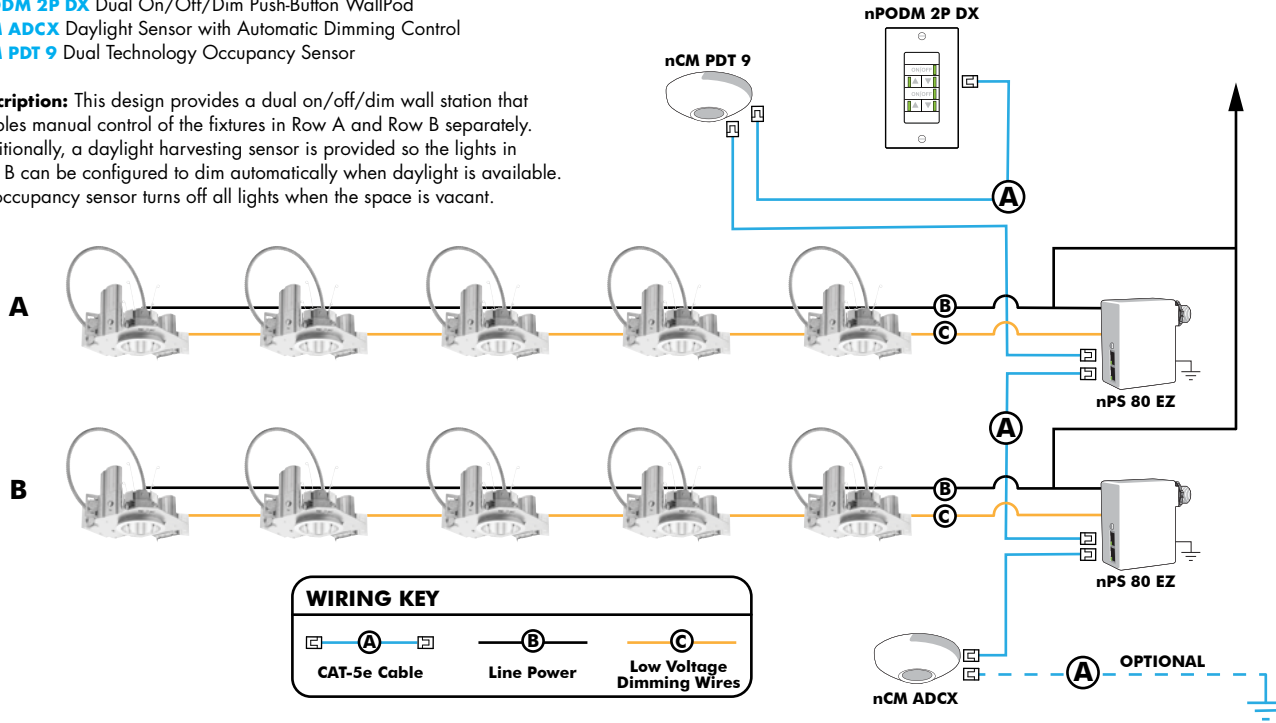 DM 2P DX Dual On/Off/Dim Push-Button WallPod
ADCX Daylight Sensor with Automatic Dimming Control
PDT 9 Dual Technology Occupancy Sensor
cription: This design provides a dual on/off/dim wall station that
bles manual control of the fixtures in Row A and Row B separately.
itionally, a daylight harvesting sensor is provided so the lights in
B can be configured to dim automatically when daylight is available.
occupancy sensor turns off all lights when the space is vacant.
nPODM 2P DX
nCM PDT 9
ON/OFF
ON/OFF
A
A
B
C
nPS 80 EZ
A
B
B
C
nPS 80 EZ
WIRING KEY
A
B
C
CAT-5e Cable
Line Power
Low Voltage
Dimming Wires
nCM ADCX
A
OPTIONAL